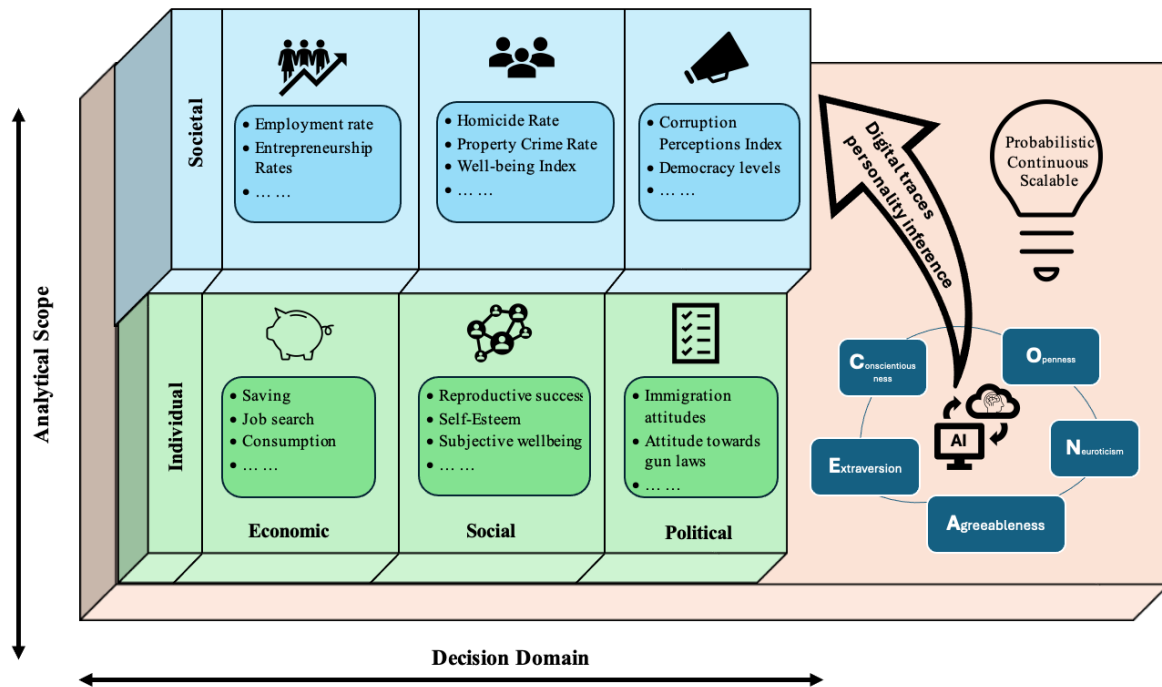 Analytical Scope
Societal
• Employment rate
• Entrepreneurship
Rates
• … …
• Homicide Rate
• Property Crime Rate
• Well-being Index
• … …
• Corruption
Perceptions Index
• Democracy levels
• … …
Individual
• Saving
• Job search
• Consumption
• … …
• Reproductive success
• Self-Esteem
• Subjective wellbeing
• … …
• Immigration
attitudes
• Attitude towards
gun laws
• … …
Economic
Social
Political
Digital traces
personality inference
Probabilistic
Continuous
Scalable
Conscientious
ness
Openness
AI
Extraversion
Neuroticism
Agreeableness
Decision Domain